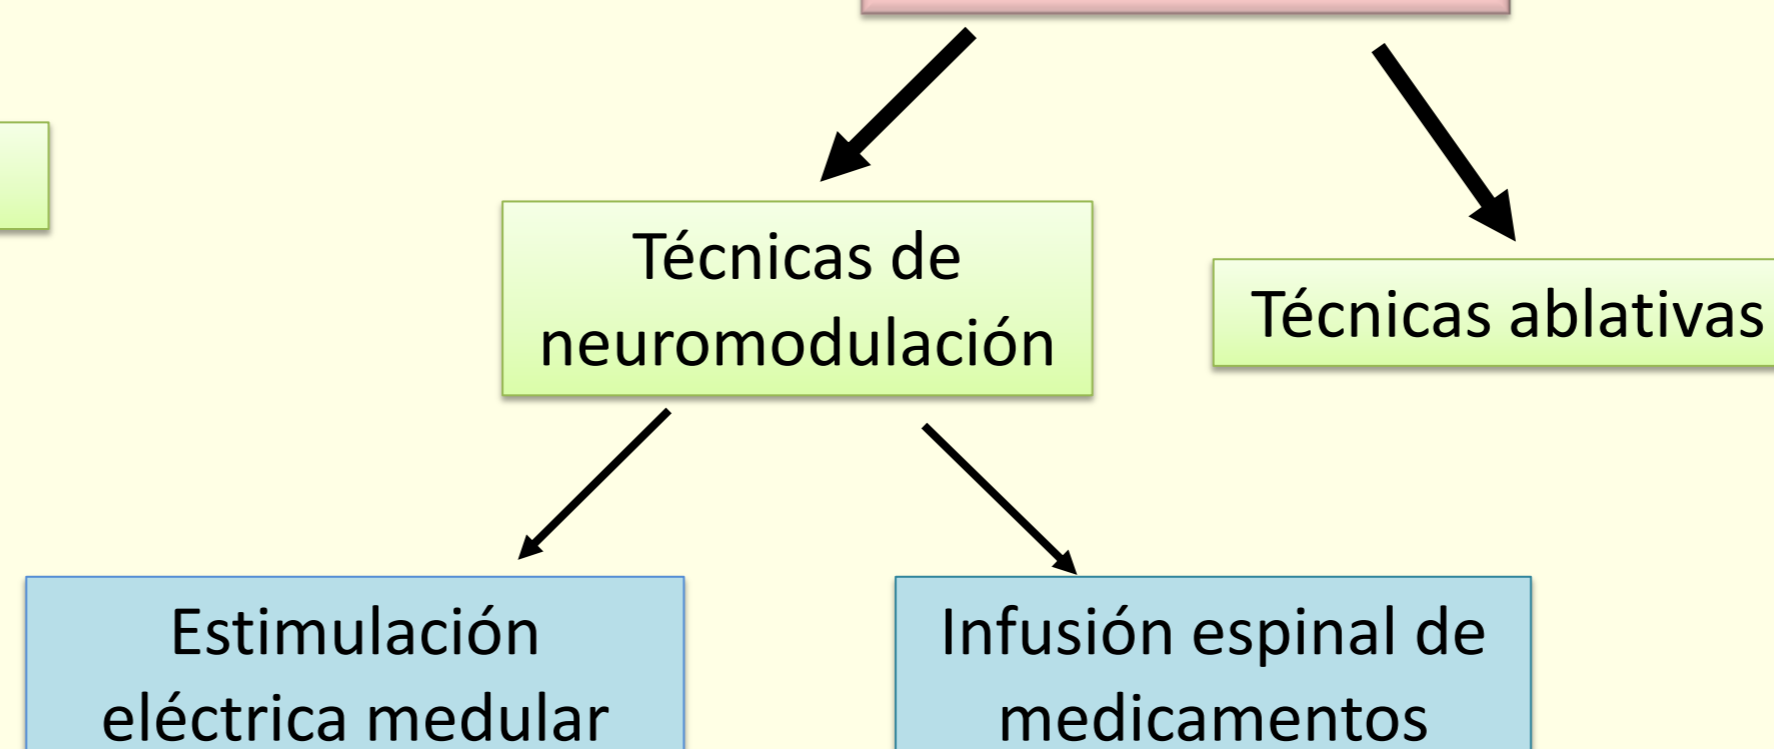 Técnicas de
neuromodulación
Técnicas ablativas
Estimulación
eléctrica medular
Infusión espinal de
medicamentos